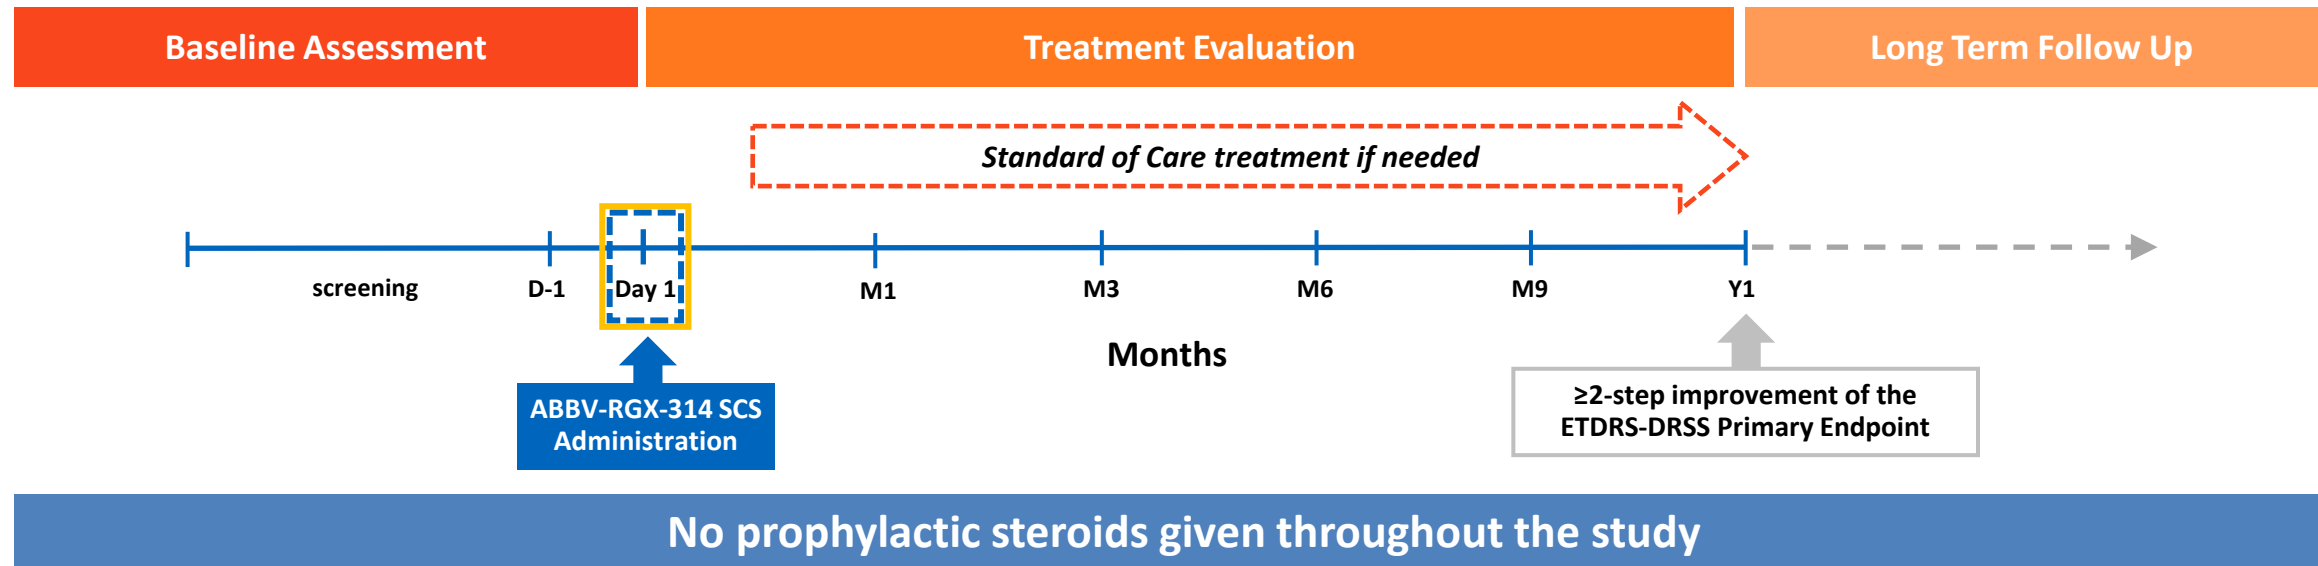 Baseline Assessment
Treatment Evaluation
Long Term Follow Up
Standard of Care treatment if needed
screening
D-1
Day 1
M1
M3
M6
M9
Y1
Months
ABBV-RGX-314 SCS
Administration
≥2-step improvement of the
ETDRS-DRSS Primary Endpoint
No prophylactic steroids given throughout the study